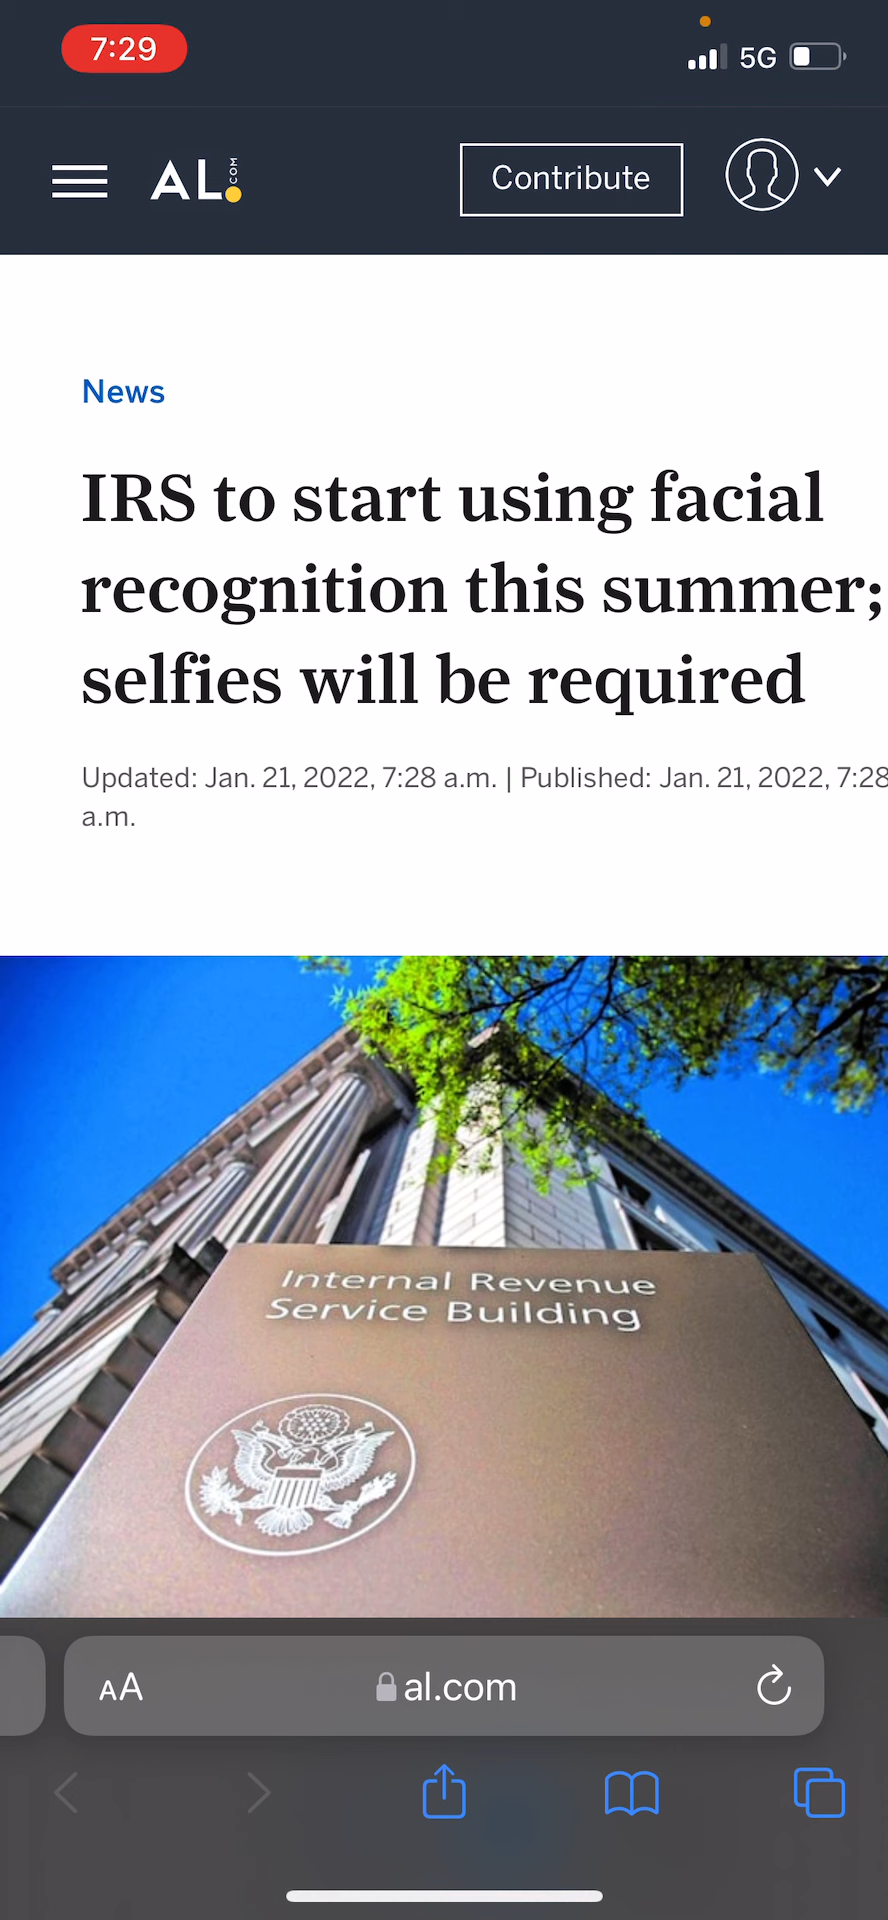 7:29
5G
AL.COM
Contribute
News
IRS to start using facial
recognition this summer;
selfies will be required
Updated: Jan. 21, 2022, 7:28 a.m. | Published: Jan. 21, 2022, 7:28
a.m.
Internal Revenue
Service Building
AA
al.com